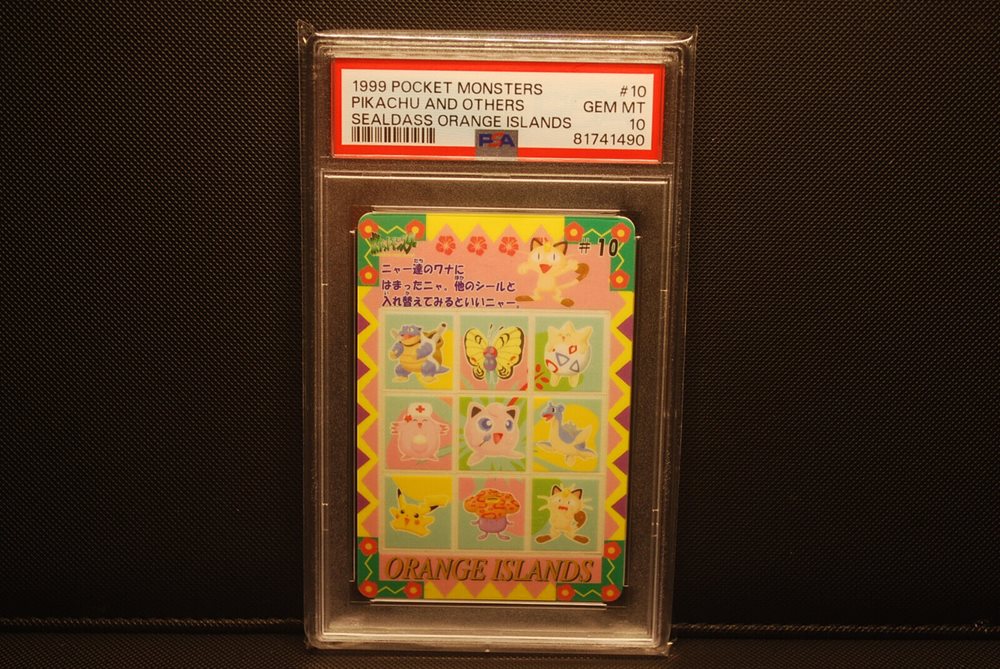 1999 POCKET MONSTERS #10
PIKACHU AND OTHERS GEM MT
SEALDASS ORANGE ISLANDS 10
PSA 81741490
#10
ニャー達のワナに
はまったニャ。他のシールと
入れ替えてみるといいニャー。
ORANGE ISLANDS